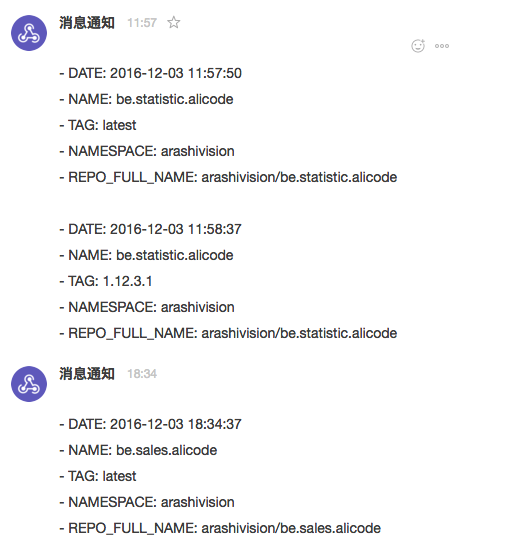 消息通知 11:57
- DATE: 2016-12-03 11:57:50
- NAME: be.statistic.alicode
- TAG: latest
- NAMESPACE: arashivision
- REPO_FULL_NAME: arashivision/be.statistic.alicode
- DATE: 2016-12-03 11:58:37
- NAME: be.statistic.alicode
- TAG: 1.12.3.1
- NAMESPACE: arashivision
- REPO_FULL_NAME: arashivision/be.statistic.alicode
消息通知 18:34
- DATE: 2016-12-03 18:34:37
- NAME: be.sales.alicode
- TAG: latest
- NAMESPACE: arashivision
- REPO_FULL_NAME: arashivision/be.sales.alicode